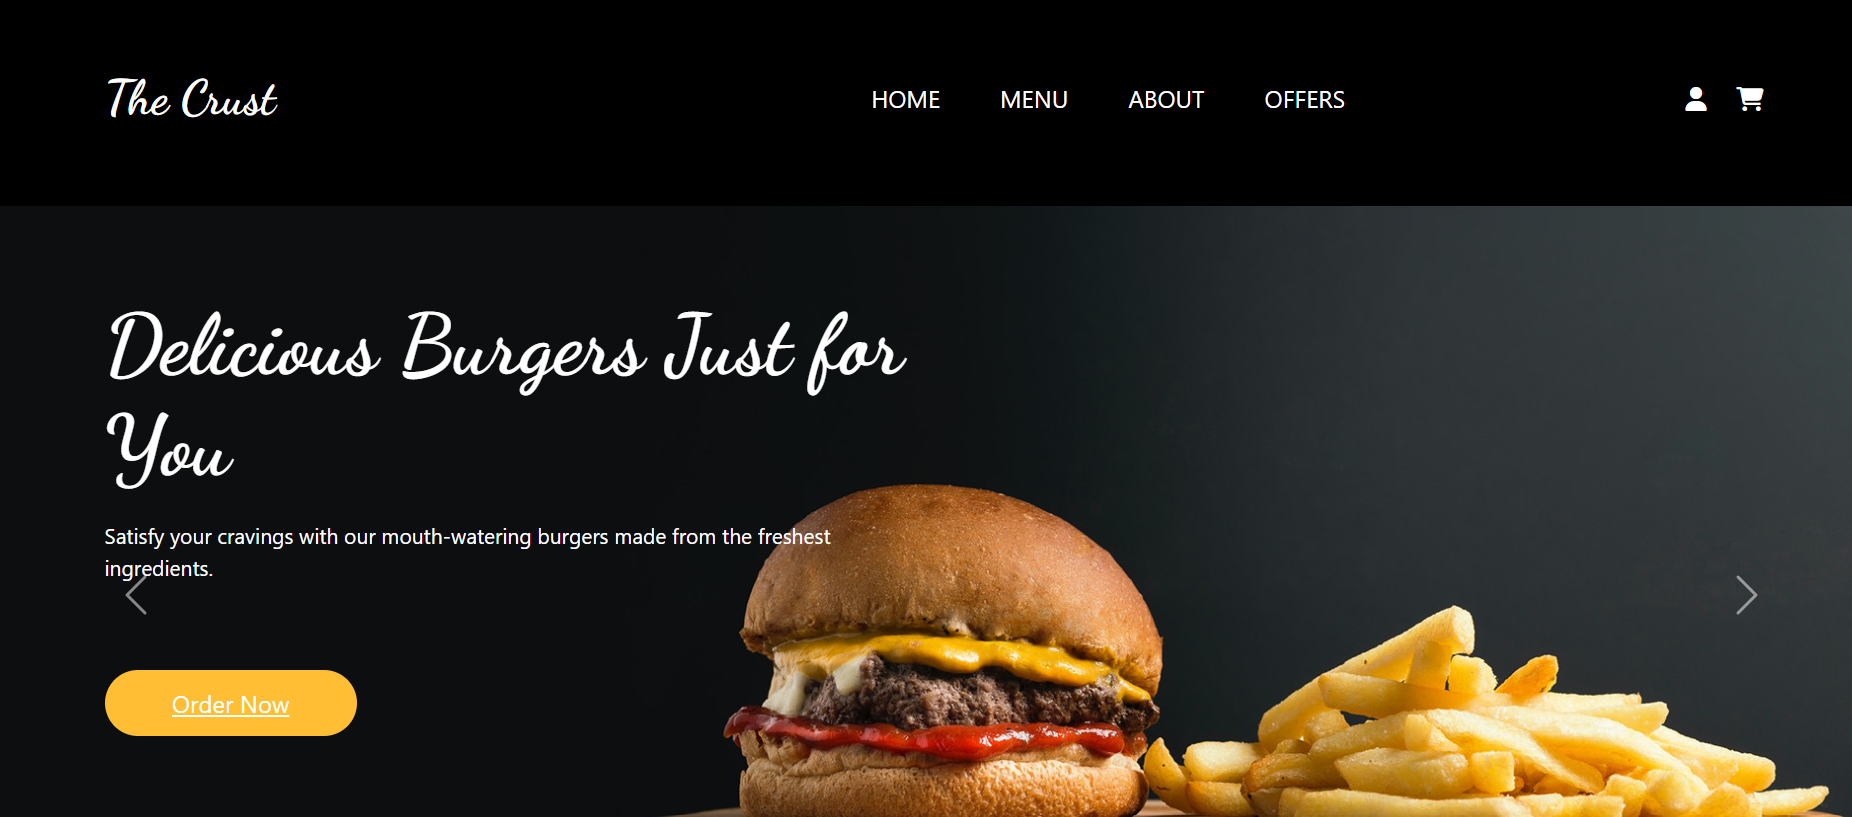 The Crust
HOME
MENU
ABOUT
OFFERS
Delicious Burgers Just for
You
Satisfy your cravings with our mouth-watering burgers made from the freshest
ingredients.
Order Now